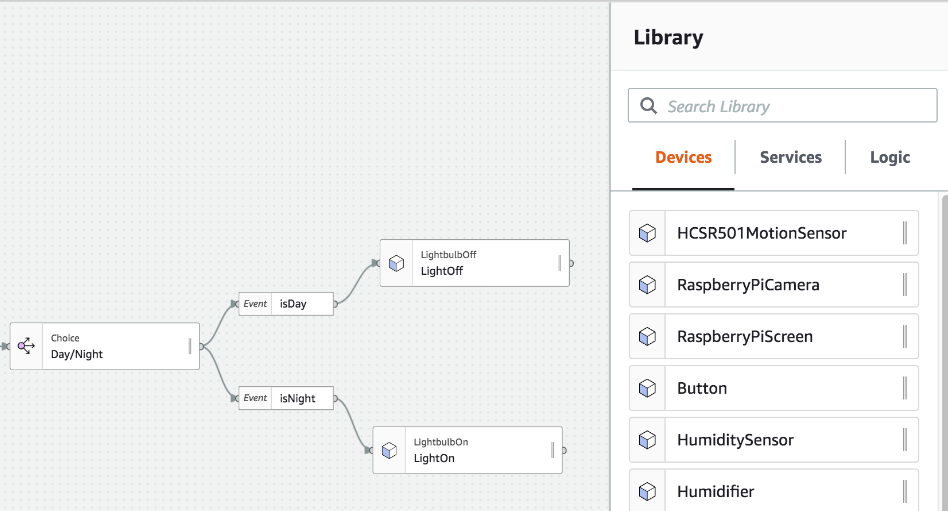 Library
Search Library
Devices
Services
Logic
HCSR501MotionSensor
RaspberryPiCamera
RaspberryPiScreen
Button
HumiditySensor
Humidifier
Choice
Day/Night
Event isDay
LightbulbOff
LightOff
Event isNight
LightbulbOn
LightOn